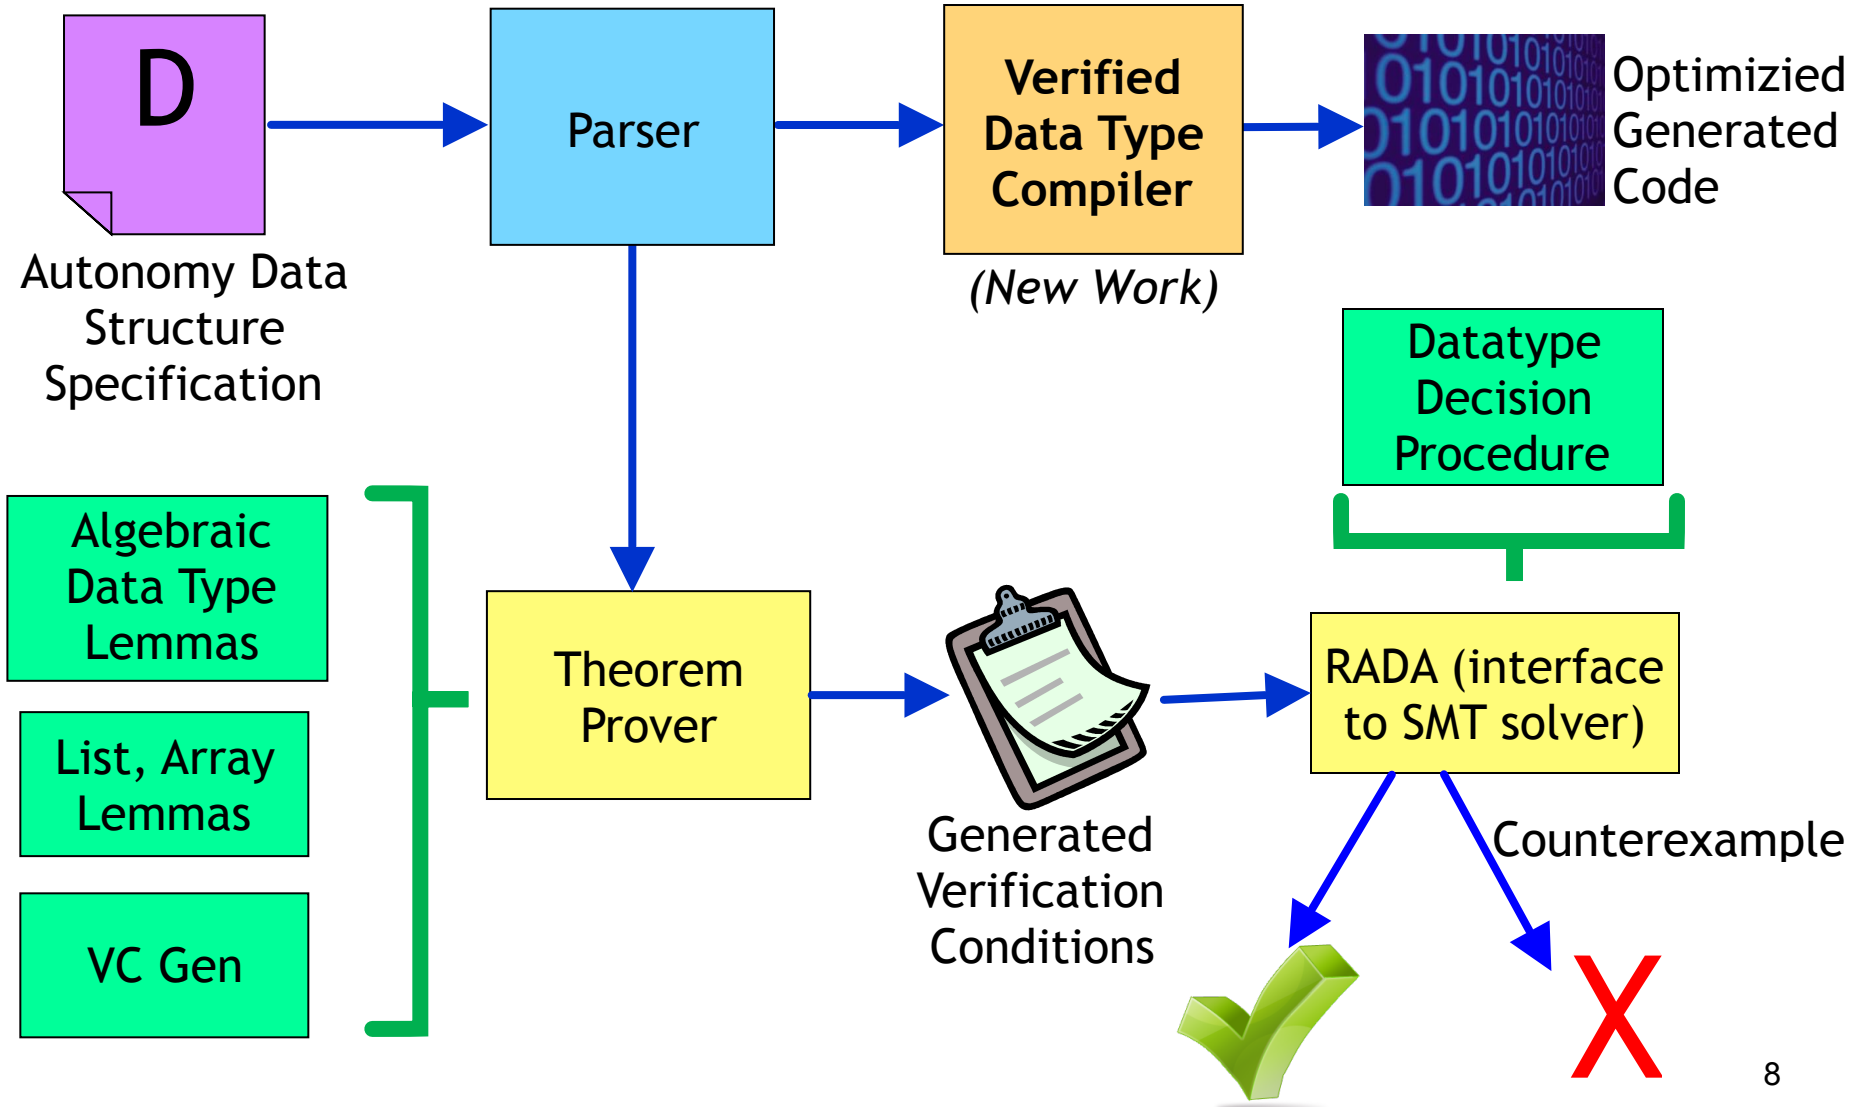 D
Autonomy Data
Structure
Specification
Parser
Verified
Data Type
Compiler
(New Work)
Optimizied
Generated
Code
Datatype
Decision
Procedure
Algebraic
Data Type
Lemmas
List, Array
Lemmas
VC Gen
Theorem
Prover
Generated
Verification
Conditions
RADA (interface
to SMT solver)
Counterexample
X
8